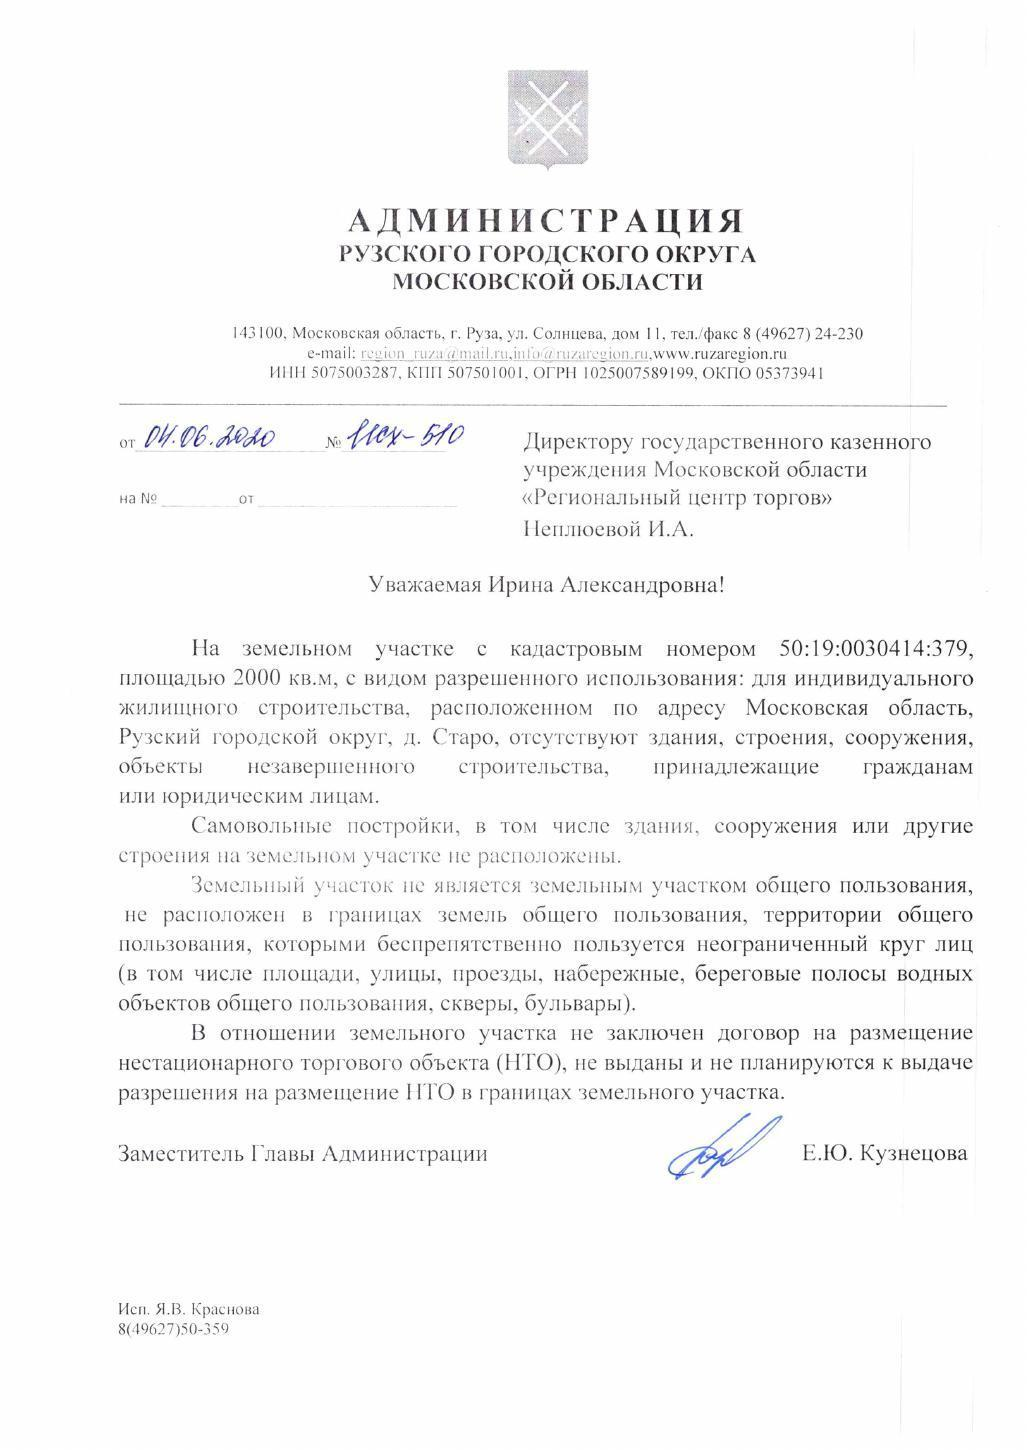 АДМИНИСТРАЦИЯ
РУЗСКОГО ГОРОДСКОГО ОКРУГА
МОСКОВСКОЙ ОБЛАСТИ
143100, Московская область, г. Руза, ул. Солнцева, дом 11, тел./факс 8 (49627) 24-230
e-mail: region_ruza@mail.ru,info@ruzaregion.ru,www.ruzaregion.ru
ИНН 5075003287, КПП 507501001, ОГРН 1025007589199, ОКПО 05373941
от 04.06.2020 № Исх-510
на № ________ от ____________________
Директору государственного казенного
учреждения Московской области
«Региональный центр торгов»
Неплюевой И.А.
Уважаемая Ирина Александровна!
На земельном участке с кадастровым номером 50:19:0030414:379,
площадью 2000 кв.м, с видом разрешенного использования: для индивидуального
жилищного строительства, расположенном по адресу Московская область,
Рузский городской округ, д. Старо, отсутствуют здания, строения, сооружения,
объекты незавершенного строительства, принадлежащие гражданам
или юридическим лицам.
Самовольные постройки, в том числе здания, сооружения или другие
строения на земельном участке не расположены.
Земельный участок не является земельным участком общего пользования,
не расположен в границах земель общего пользования, территории общего
пользования, которыми беспрепятственно пользуется неограниченный круг лиц
(в том числе площади, улицы, проезды, набережные, береговые полосы водных
объектов общего пользования, скверы, бульвары).
В отношении земельного участка не заключен договор на размещение
нестационарного торгового объекта (НТО), не выданы и не планируются к выдаче
разрешения на размещение НТО в границах земельного участка.
Заместитель Главы Администрации Е.Ю. Кузнецова
Исп. Я.В. Краснова
8(49627)50-359